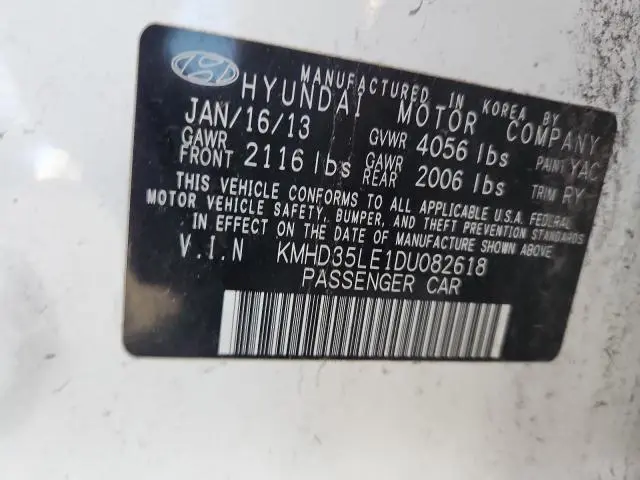 MANUFACTURED IN KOREA BY
HYUNDAI MOTOR COMPANY
JAN/16/13 GVWR 4056 lbs PAINT YAC
GAWR FRONT 2116 lbs GAWR REAR 2006 lbs TRIM RY
THIS VEHICLE CONFORMS TO ALL APPLICABLE U.S.A. FEDERAL
MOTOR VEHICLE SAFETY, BUMPER, AND THEFT PREVENTION
STANDARDS IN EFFECT ON THE DATE OF MANUFACTURE SHOWN ABOVE.
V.I.N KMHD35LE1DU082618
PASSENGER CAR